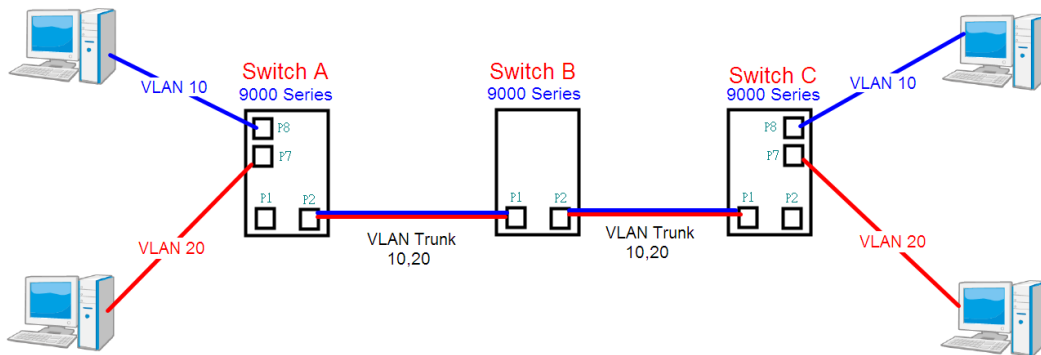 Switch A
9000 Series
Switch B
9000 Series
Switch C
9000 Series
VLAN 10
VLAN 10
P8
P7
P1
P2
P1
P2
P8
P7
P1
P2
VLAN 20
VLAN Trunk
10,20
VLAN Trunk
10,20
VLAN 20